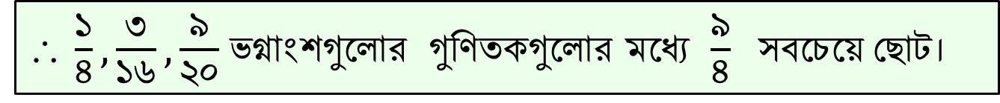 ∴ ১/৪, ৩/১৬, ৯/২০ ভগ্নাংশগুলোর গুণিতকগুলোর মধ্যে ৯/৪ সবচেয়ে ছোট।